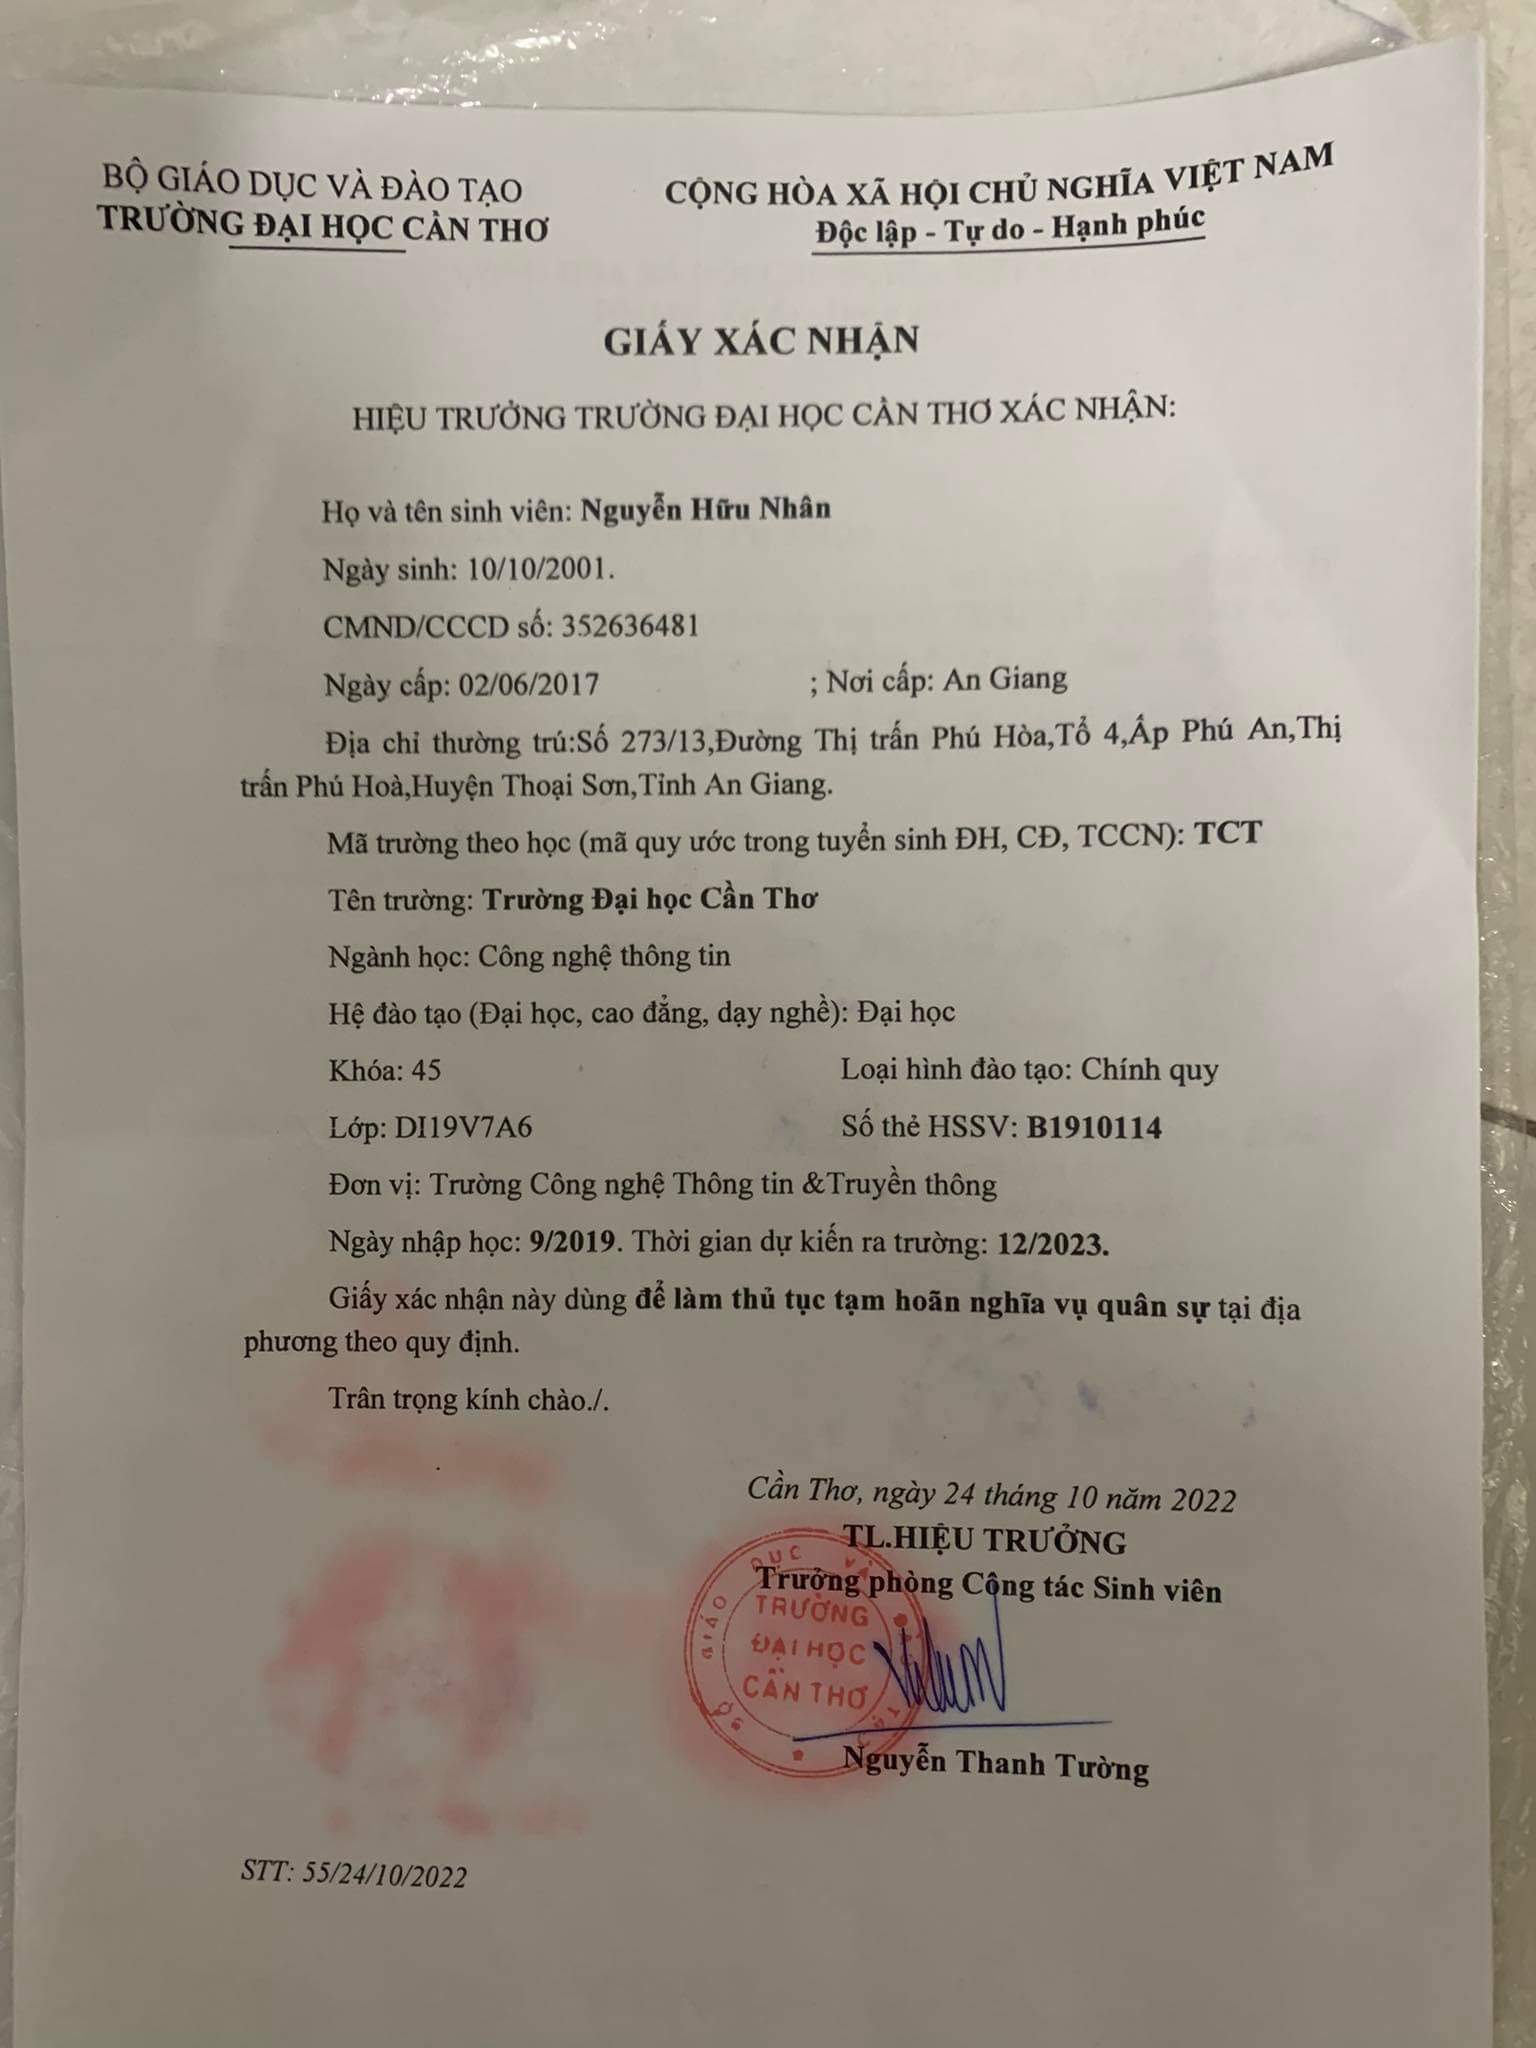 BỘ GIÁO DỤC VÀ ĐÀO TẠO
TRƯỜNG ĐẠI HỌC CẦN THƠ
CỘNG HÒA XÃ HỘI CHỦ NGHĨA VIỆT NAM
Độc lập - Tự do - Hạnh phúc
GIẤY XÁC NHẬN
HIỆU TRƯỞNG TRƯỜNG ĐẠI HỌC CẦN THƠ XÁC NHẬN:
Họ và tên sinh viên: Nguyễn Hữu Nhân
Ngày sinh: 10/10/2001.
CMND/CCCD số: 352636481
Ngày cấp: 02/06/2017 ; Nơi cấp: An Giang
Địa chỉ thường trú:Số 273/13,Đường Thị trấn Phú Hòa,Tổ 4,Ấp Phú An,Thị
trấn Phú Hoà,Huyện Thoại Sơn,Tỉnh An Giang.
Mã trường theo học (mã quy ước trong tuyển sinh ĐH, CĐ, TCCN): TCT
Tên trường: Trường Đại học Cần Thơ
Ngành học: Công nghệ thông tin
Hệ đào tạo (Đại học, cao đẳng, dạy nghề): Đại học
Khóa: 45 Loại hình đào tạo: Chính quy
Lớp: DI19V7A6 Số thẻ HSSV: B1910114
Đơn vị: Trường Công nghệ Thông tin &Truyền thông
Ngày nhập học: 9/2019. Thời gian dự kiến ra trường: 12/2023.
Giấy xác nhận này dùng để làm thủ tục tạm hoãn nghĩa vụ quân sự tại địa
phương theo quy định.
Trân trọng kính chào./.
Cần Thơ, ngày 24 tháng 10 năm 2022
TL.HIỆU TRƯỞNG
Trưởng phòng Công tác Sinh viên
BỘ GIÁO DỤC VÀ ĐÀO TẠO
TRƯỜNG
ĐẠI HỌC
CẦN THƠ
Nguyễn Thanh Tường
STT: 55/24/10/2022